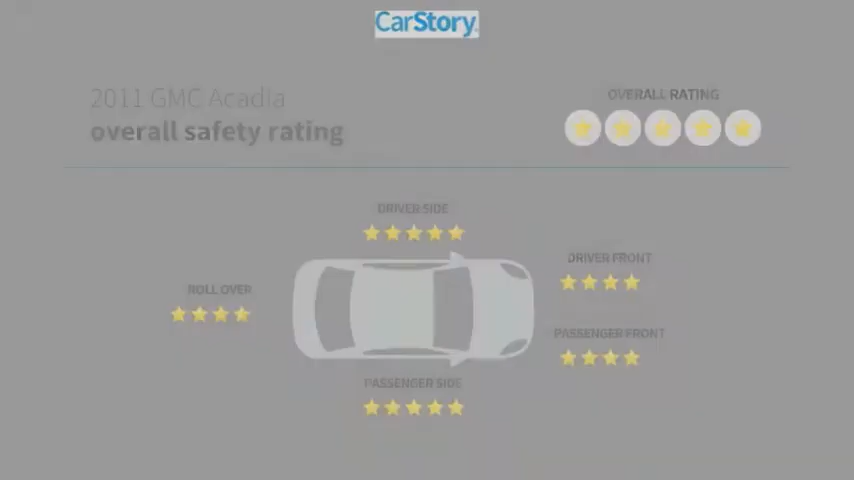 CarStory
2011 GMC Acadia
overall safety rating
OVERALL RATING
DRIVER SIDE
DRIVER FRONT
ROLL OVER
PASSENGER FRONT
PASSENGER SIDE